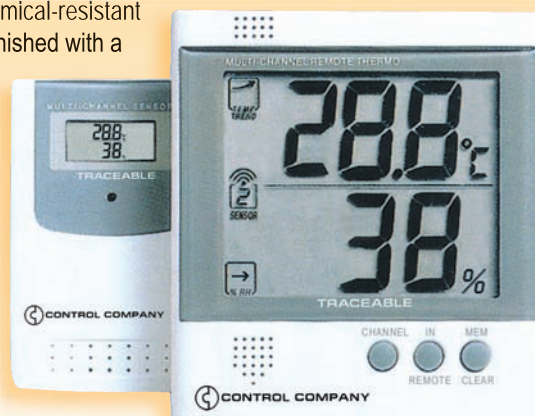 mical-resistant
nished with a
MULTI-CHANNEL REMOTE THERMO
TEMP
TREND
28.8°C
2
SENSOR
38%
% RH
TRACEABLE
CHANNEL IN MEM
REMOTE CLEAR
CONTROL COMPANY
MULTI-CHANNEL SENSOR
28.8
38
TRACEABLE
CONTROL COMPANY